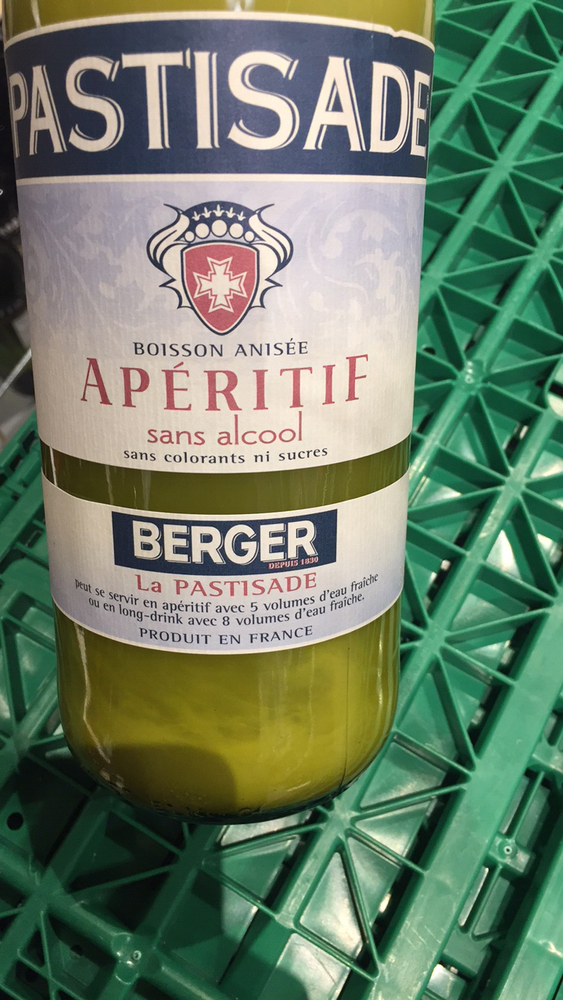 PASTISADE
BOISSON ANISÉE
APÉRITIF
sans alcool
sans colorants ni sucres
BERGER
DEPUIS 1830
La PASTISADE
peut se servir en apéritif avec 5 volumes d'eau fraîche
ou en long-drink avec 8 volumes d'eau fraîche.
PRODUIT EN FRANCE